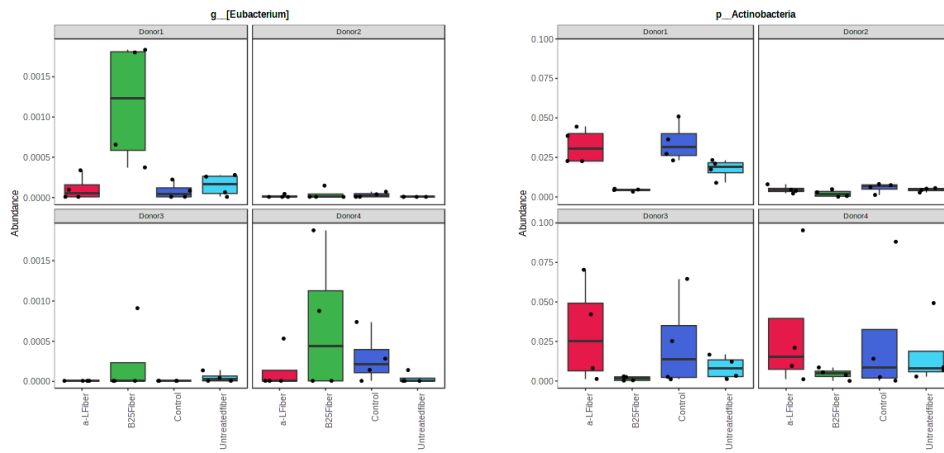 g__[Eubacterium]
Donor1
Donor2
0.0015
0.0010
0.0005
0.0000
Donor3
Donor4
0.0015
0.0010
0.0005
0.0000
Abundance
a-LFiber
B25Fiber
Control
Untreatedfiber
a-LFiber
B25Fiber
Control
Untreatedfiber
p__Actinobacteria
Donor1
Donor2
0.100
0.075
0.050
0.025
0.000
Donor3
Donor4
0.100
0.075
0.050
0.025
0.000
Abundance
a-LFiber
B25Fiber
Control
Untreatedfiber
a-LFiber
B25Fiber
Control
Untreatedfiber